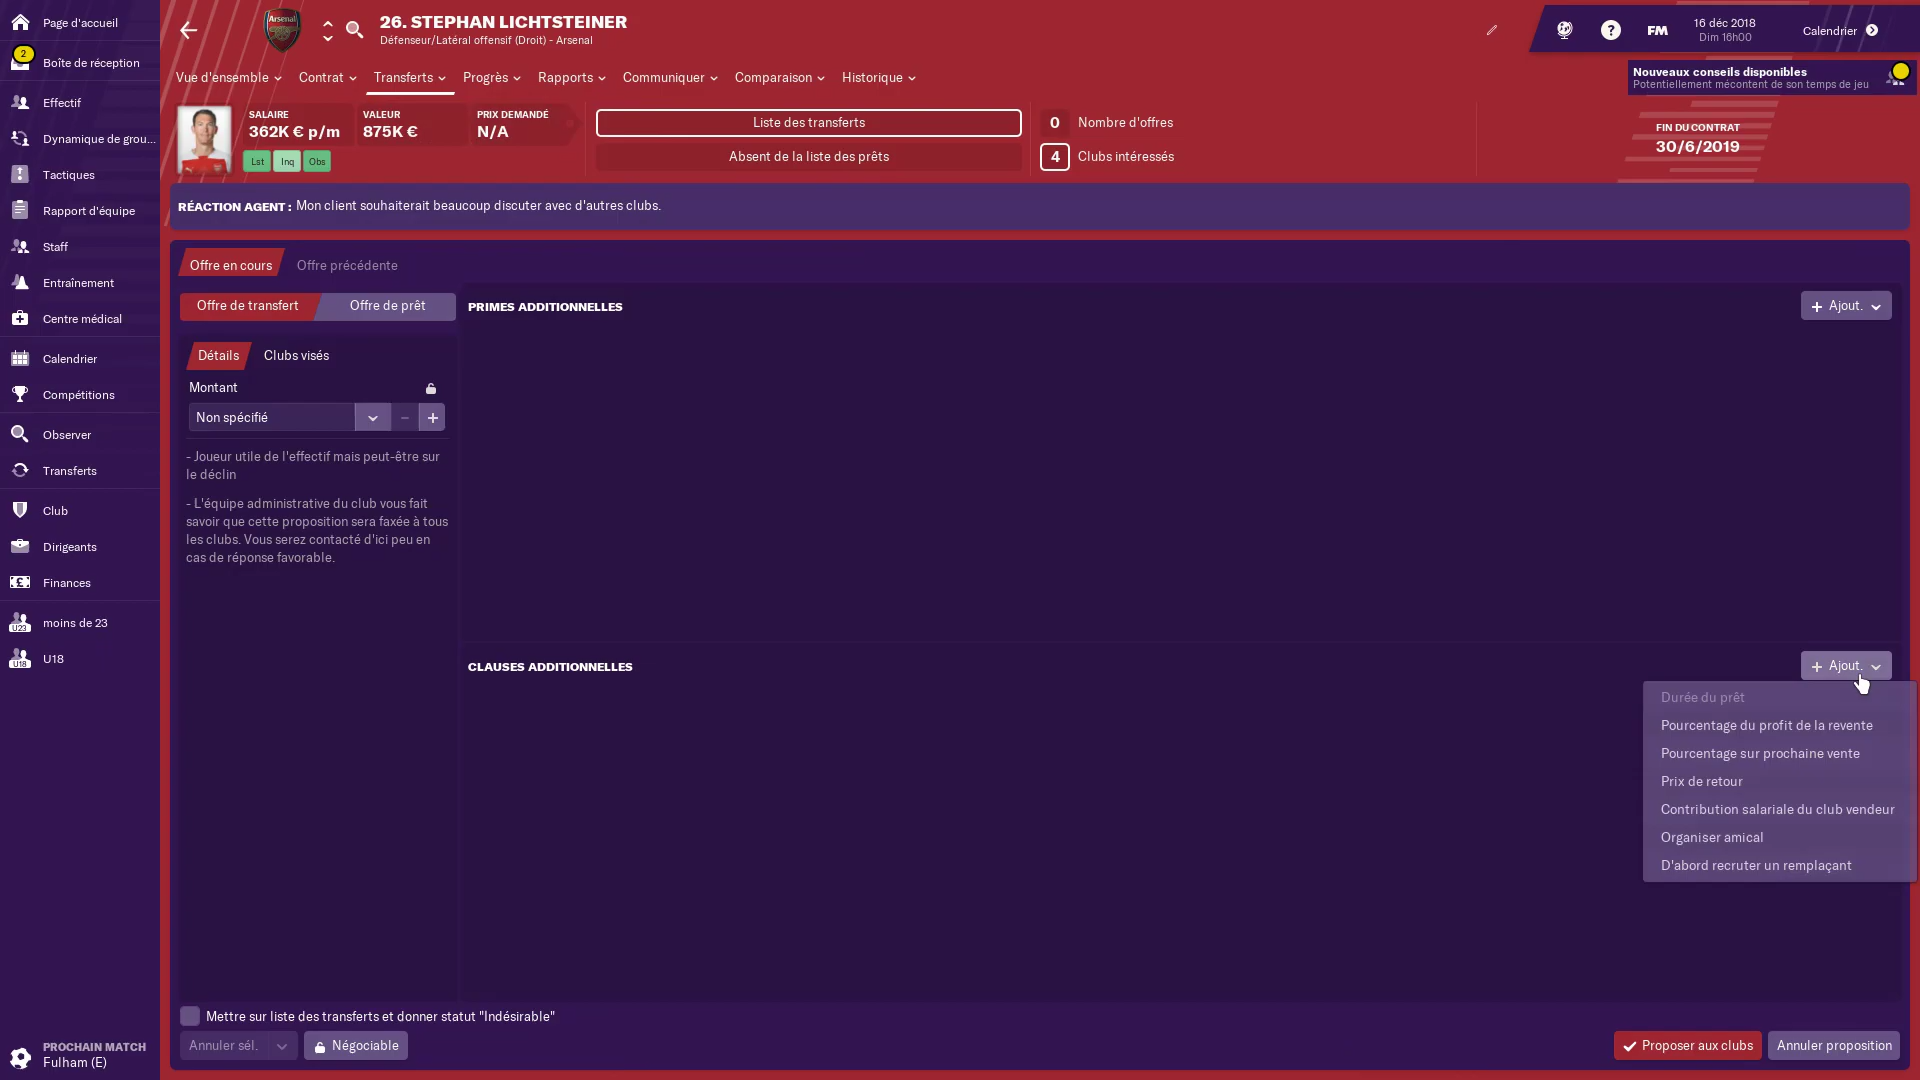 Page d'accueil
2
Boîte de réception
Effectif
Dynamique de grou...
Tactiques
Rapport d'équipe
Staff
Entraînement
Centre médical
Calendrier
Compétitions
Observer
Transferts
Club
Dirigeants
Finances
U23
moins de 23
U18
U18
PROCHAIN MATCH
Fulham (E)
Arsenal
26. STEPHAN LICHTSTEINER
Défenseur/Latéral offensif (Droit) - Arsenal
FM
16 déc 2018
Dim 16h00
Calendrier
Vue d'ensemble
Contrat
Transferts
Progrès
Rapports
Communiquer
Comparaison
Historique
Nouveaux conseils disponibles
Potentiellement mécontent de son temps de jeu
SALAIRE
362K € p/m
VALEUR
875K €
PRIX DEMANDÉ
N/A
Lst
Inq
Obs
Liste des transferts
Absent de la liste des prêts
0 Nombre d'offres
4 Clubs intéressés
FIN DU CONTRAT
30/6/2019
RÉACTION AGENT : Mon client souhaiterait beaucoup discuter avec d'autres clubs.
Offre en cours
Offre précédente
Offre de transfert
Offre de prêt
Détails
Clubs visés
Montant
Non spécifié
- Joueur utile de l'effectif mais peut-être sur
le déclin
- L'équipe administrative du club vous fait
savoir que cette proposition sera faxée à tous
les clubs. Vous serez contacté d'ici peu en
cas de réponse favorable.
PRIMES ADDITIONNELLES
+ Ajout.
CLAUSES ADDITIONNELLES
+ Ajout.
Durée du prêt
Pourcentage du profit de la revente
Pourcentage sur prochaine vente
Prix de retour
Contribution salariale du club vendeur
Organiser amical
D'abord recruter un remplaçant
Mettre sur liste des transferts et donner statut "Indésirable"
Annuler sél.
Négociable
Proposer aux clubs
Annuler proposition